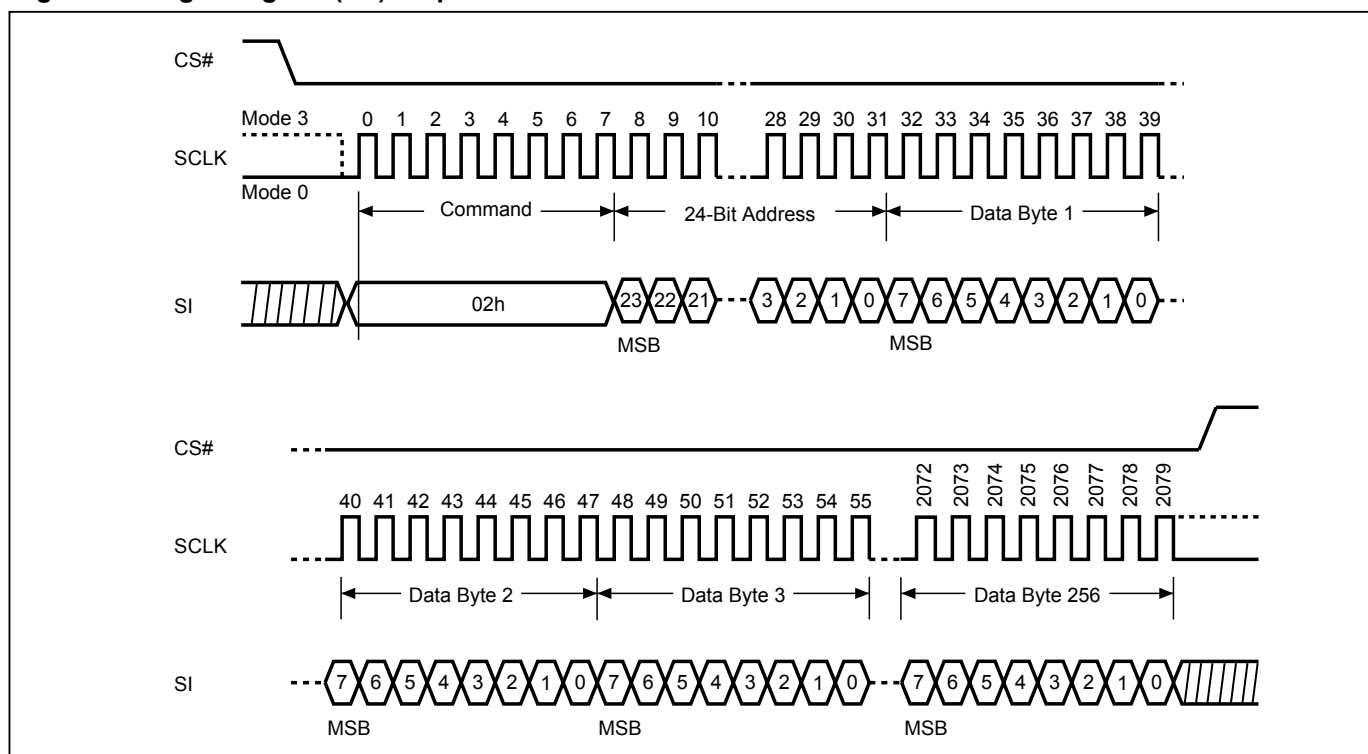 CS#
Mode 3
0 1 2 3 4 5 6 7 8 9 10 28 29 30 31 32 33 34 35 36 37 38 39
SCLK
Mode 0
Command 24-Bit Address Data Byte 1
SI 02h 23 22 21 3 2 1 0 7 6 5 4 3 2 1 0
MSB MSB
CS#
40 41 42 43 44 45 46 47 48 49 50 51 52 53 54 55 2072 2073 2074 2075 2076 2077 2078 2079
SCLK
Data Byte 2 Data Byte 3 Data Byte 256
SI 7 6 5 4 3 2 1 0 7 6 5 4 3 2 1 0 7 6 5 4 3 2 1 0
MSB MSB MSB